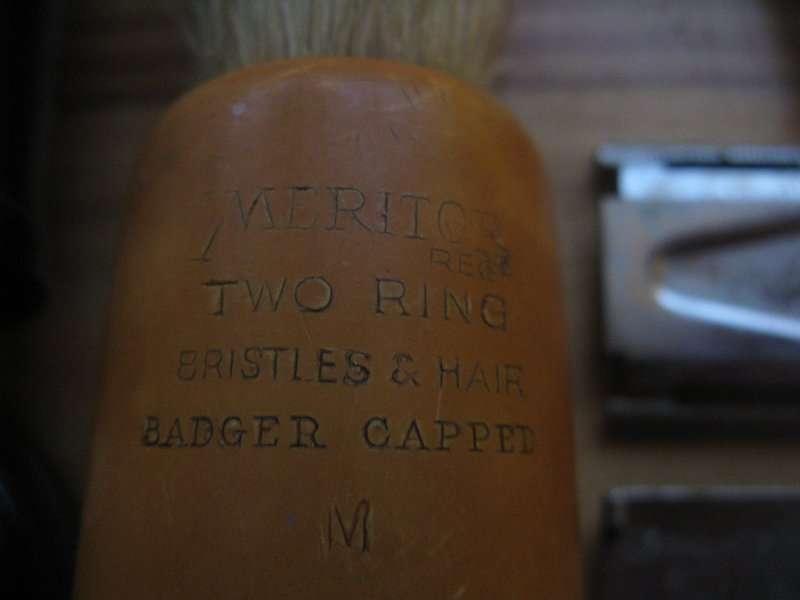 MERITOR
REGD
TWO RING
BRISTLES & HAIR
BADGER CAPPED
M